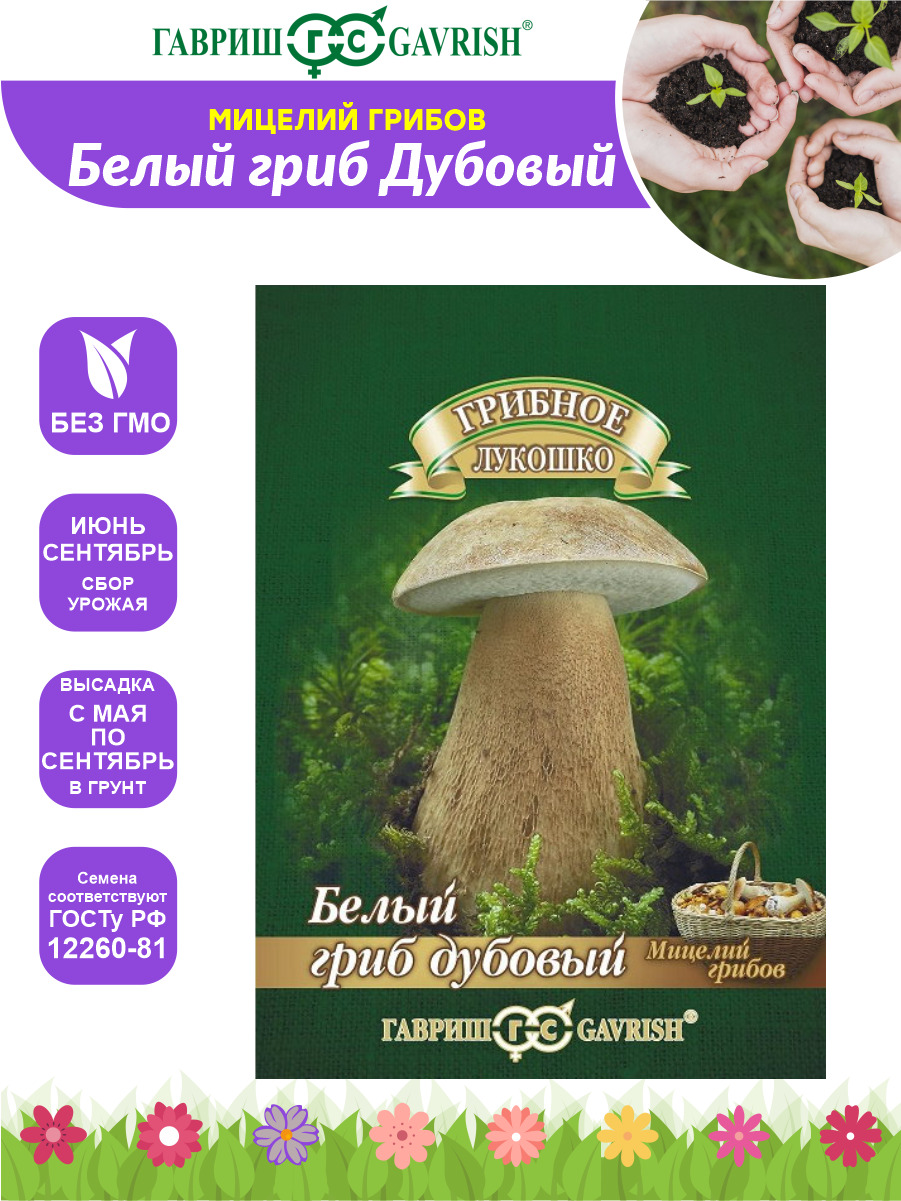 ГАВРИШ ГС GAVRISH®
МИЦЕЛИЙ ГРИБОВ
Белый гриб Дубовый
БЕЗ ГМО
ИЮНЬ
СЕНТЯБРЬ
СБОР
УРОЖАЯ
ВЫСАДКА
С МАЯ
ПО
СЕНТЯБРЬ
В ГРУНТ
Семена
соответствуют
ГОСТу РФ
12260-81
ГРИБНОЕ
ЛУКОШКО
Белый
гриб дубовый
Мицелий
грибов
ГАВРИШ ГС GAVRISH®